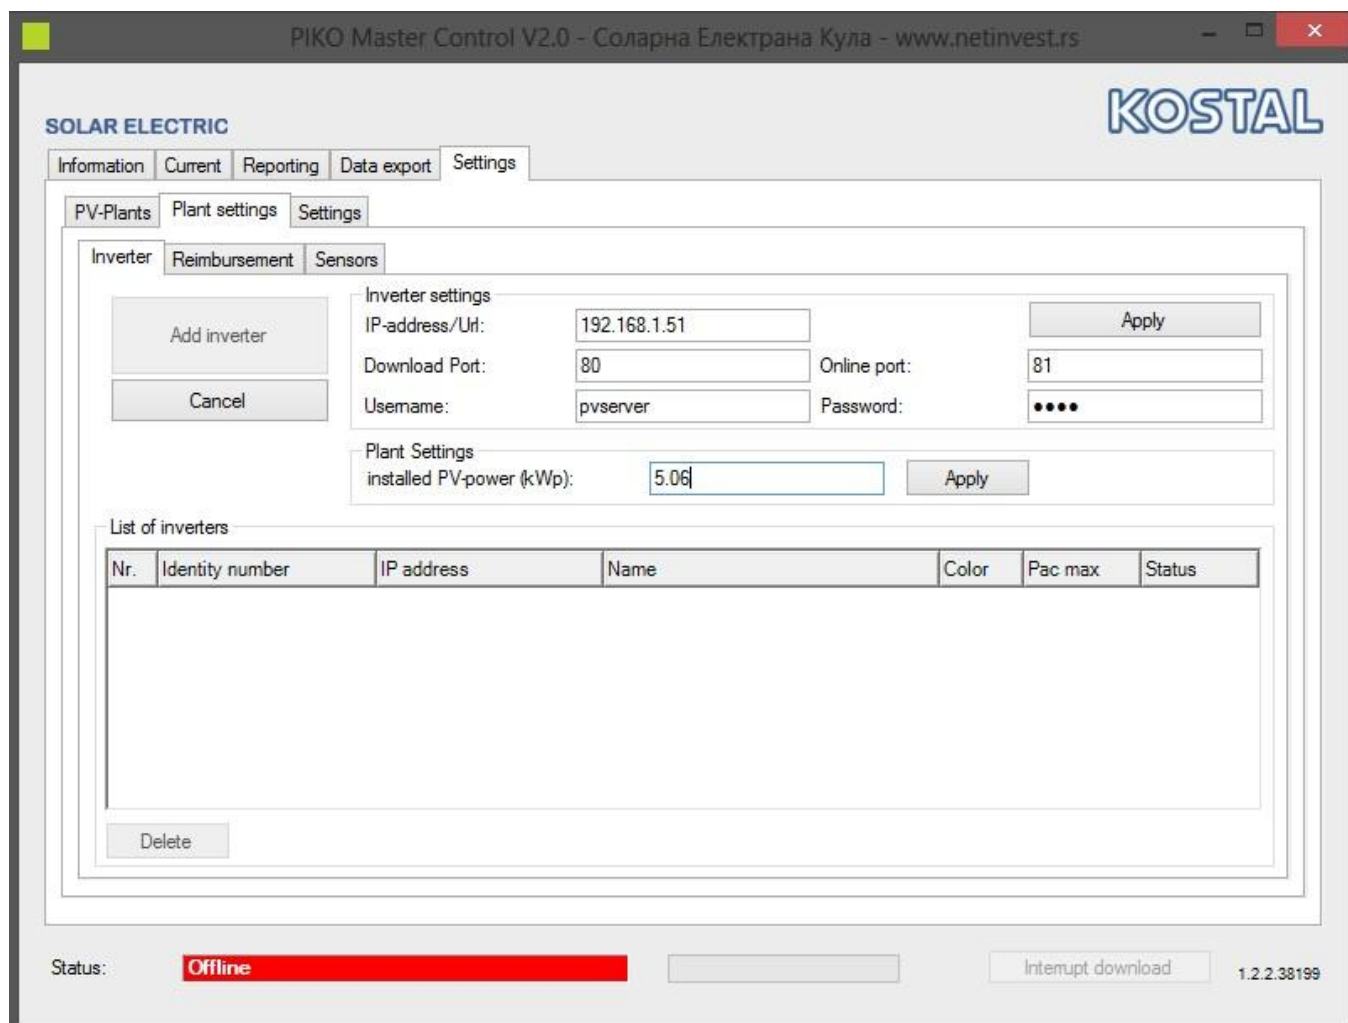 PIKO Master Control V2.0 - Соларна Електрана Кула - www.netinvest.rs
KOSTAL
SOLAR ELECTRIC
Information Current Reporting Data export Settings
PV-Plants Plant settings Settings
Inverter Reimbursement Sensors
Inverter settings
Add inverter
IP-address/Url: 192.168.1.51 Apply
Download Port: 80 Online port: 81
Cancel
Username: pvserver Password: ●●●●
Plant Settings
installed PV-power (kWp): 5.06 Apply
List of inverters
Nr. Identity number IP address Name Color Pac max Status
Delete
Status: Offline Interrupt download 1.2.2.38199